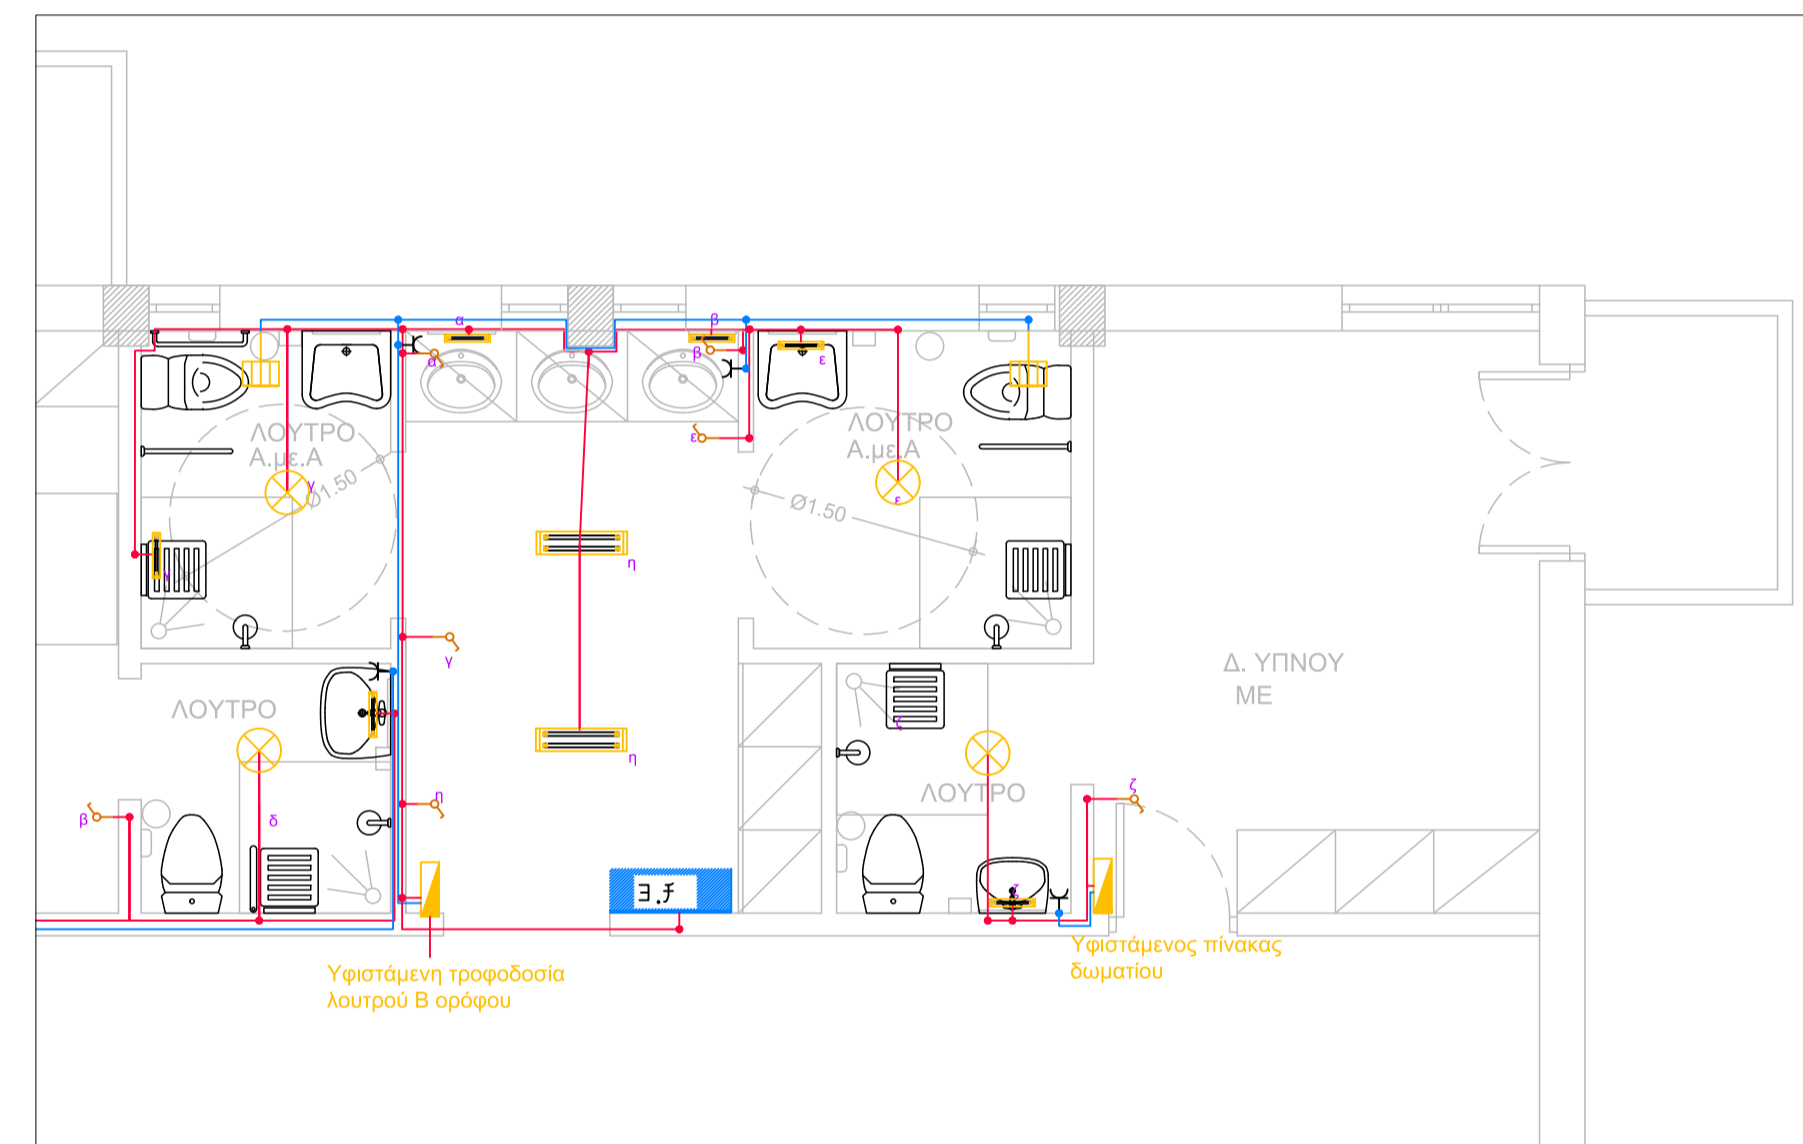 α
β
β
α
ε
ε
ΛΟΥΤΡΟ
Α.με.Α
ΛΟΥΤΡΟ
Α.με.Α
γ
Ø1.50
ε
Ø1.50
η
γ
γ
Δ. ΥΠΝΟΥ
ΜΕ
ΛΟΥΤΡΟ
ζ
η
ζ
ΛΟΥΤΡΟ
η
β
δ
ζ
Υφιστάμενος πίνακας
δωματίου
Υφιστάμενη τροφοδοσία
λουτρού Β ορόφου